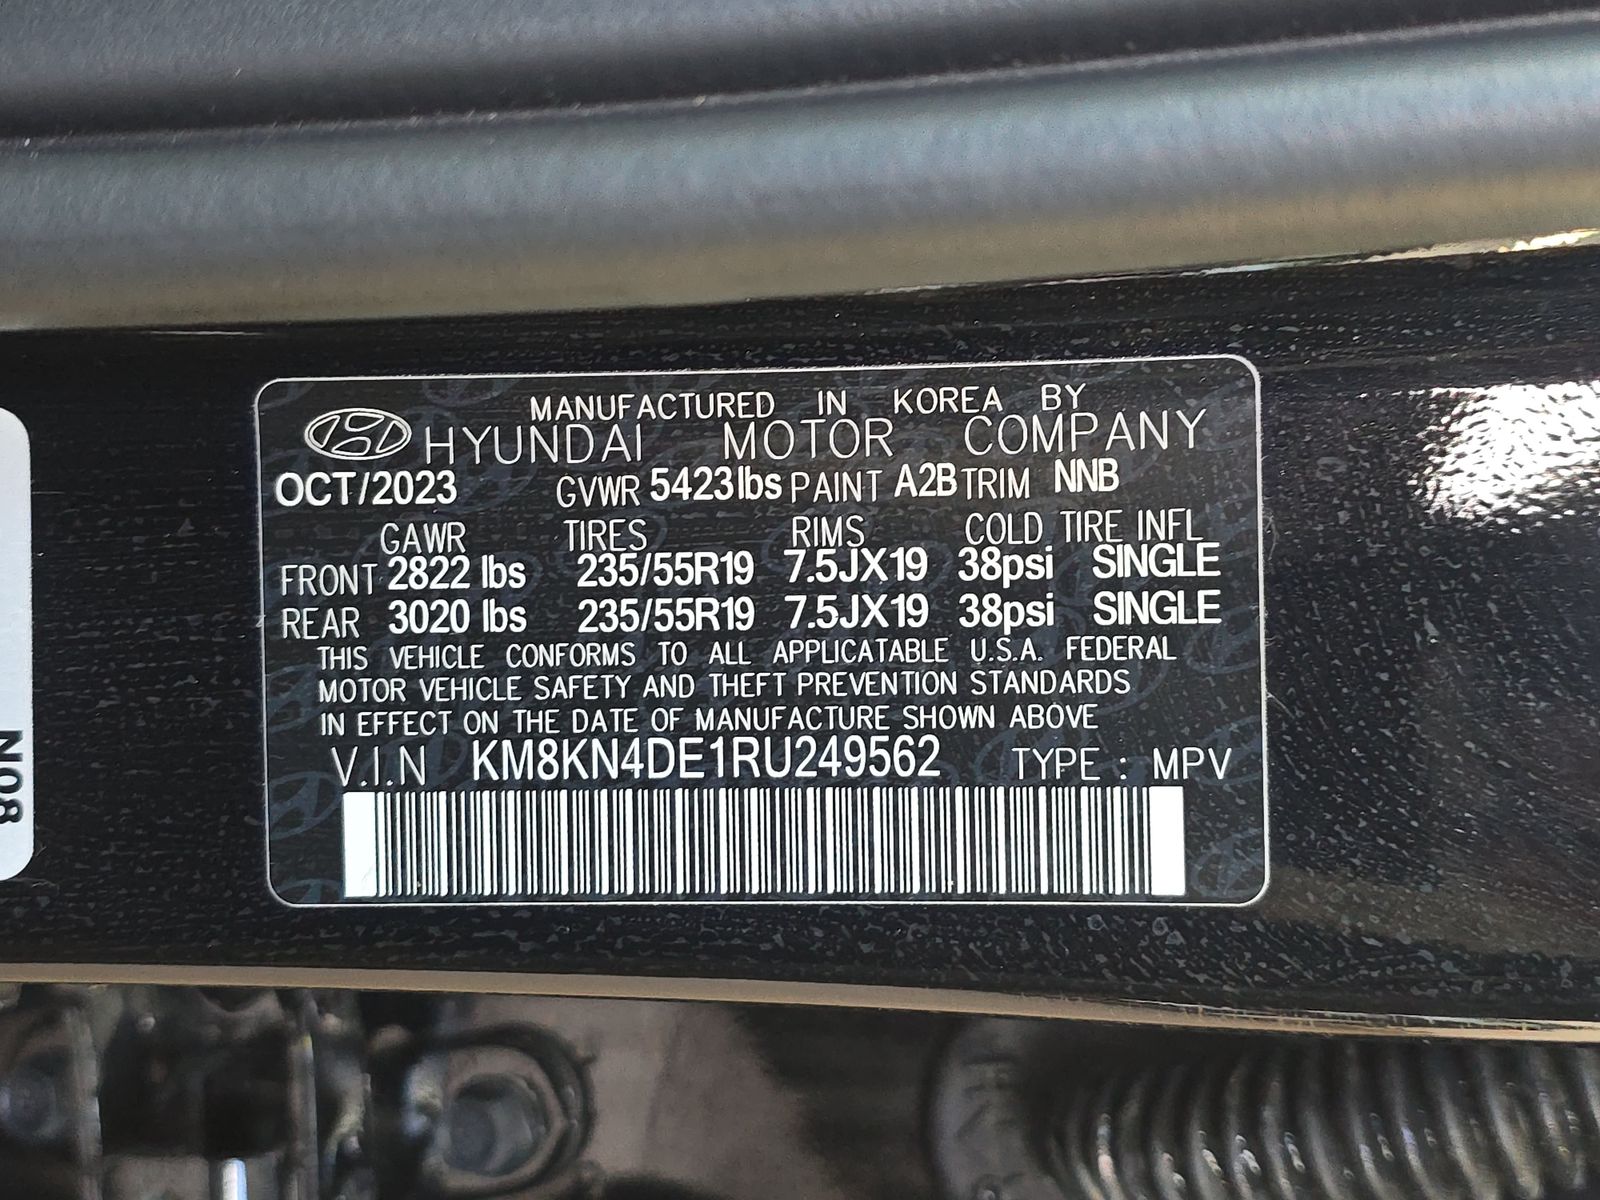 MANUFACTURED IN KOREA BY
HYUNDAI MOTOR COMPANY
OCT/2023 GVWR 5423lbs PAINT A2B TRIM NNB
GAWR TIRES RIMS COLD TIRE INFL
FRONT 2822 lbs 235/55R19 7.5JX19 38psi SINGLE
REAR 3020 lbs 235/55R19 7.5JX19 38psi SINGLE
THIS VEHICLE CONFORMS TO ALL APPLICATABLE U.S.A. FEDERAL
MOTOR VEHICLE SAFETY AND THEFT PREVENTION STANDARDS
IN EFFECT ON THE DATE OF MANUFACTURE SHOWN ABOVE
V.I.N KM8KN4DE1RU249562 TYPE : MPV
N08